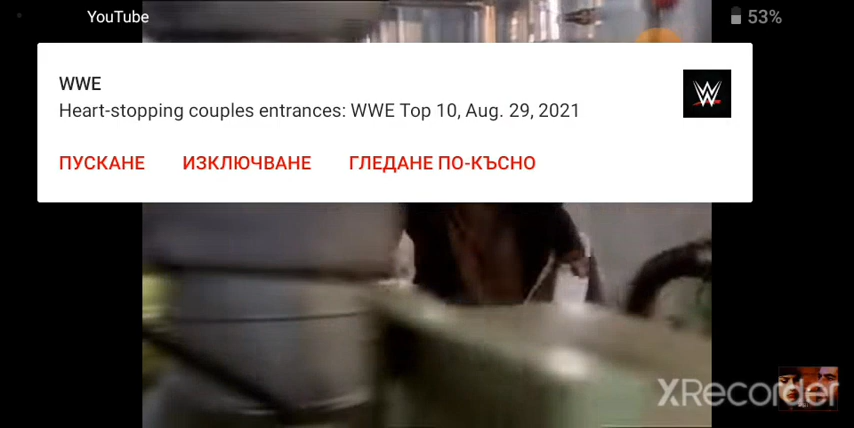 YouTube
53%
WWE
Heart-stopping couples entrances: WWE Top 10, Aug. 29, 2021
ПУСКАНЕ
ИЗКЛЮЧВАНЕ
ГЛЕДАНЕ ПО-КЪСНО
XRecorder